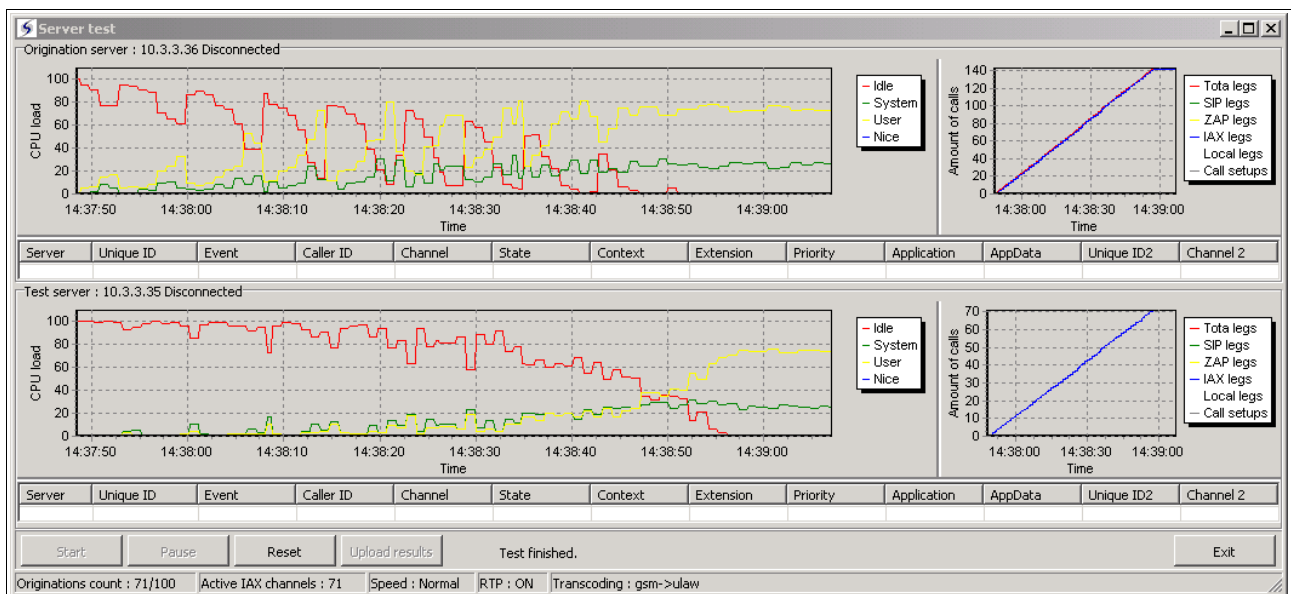 Server test
Origination server : 10.3.3.36 Disconnected
CPU load
100
80
60
40
20
0
14:37:50 14:38:00 14:38:10 14:38:20 14:38:30 14:38:40 14:38:50 14:39:00
Time
Idle
System
User
Nice
Amount of calls
140
120
100
80
60
40
20
0
14:38:00 14:38:30 14:39:00
Time
Tota legs
SIP legs
ZAP legs
IAX legs
Local legs
Call setups
Server Unique ID Event Caller ID Channel State Context Extension Priority Application AppData Unique ID2 Channel 2
Test server : 10.3.3.35 Disconnected
CPU load
100
80
60
40
20
0
14:37:50 14:38:00 14:38:10 14:38:20 14:38:30 14:38:40 14:38:50 14:39:00
Time
Idle
System
User
Nice
Amount of calls
70
60
50
40
30
20
10
0
14:38:00 14:38:30 14:39:00
Time
Tota legs
SIP legs
ZAP legs
IAX legs
Local legs
Call setups
Server Unique ID Event Caller ID Channel State Context Extension Priority Application AppData Unique ID2 Channel 2
Start Pause Reset Upload results Test finished. Exit
Originations count : 71/100 Active IAX channels : 71 Speed : Normal RTP : ON Transcoding : gsm->ulaw